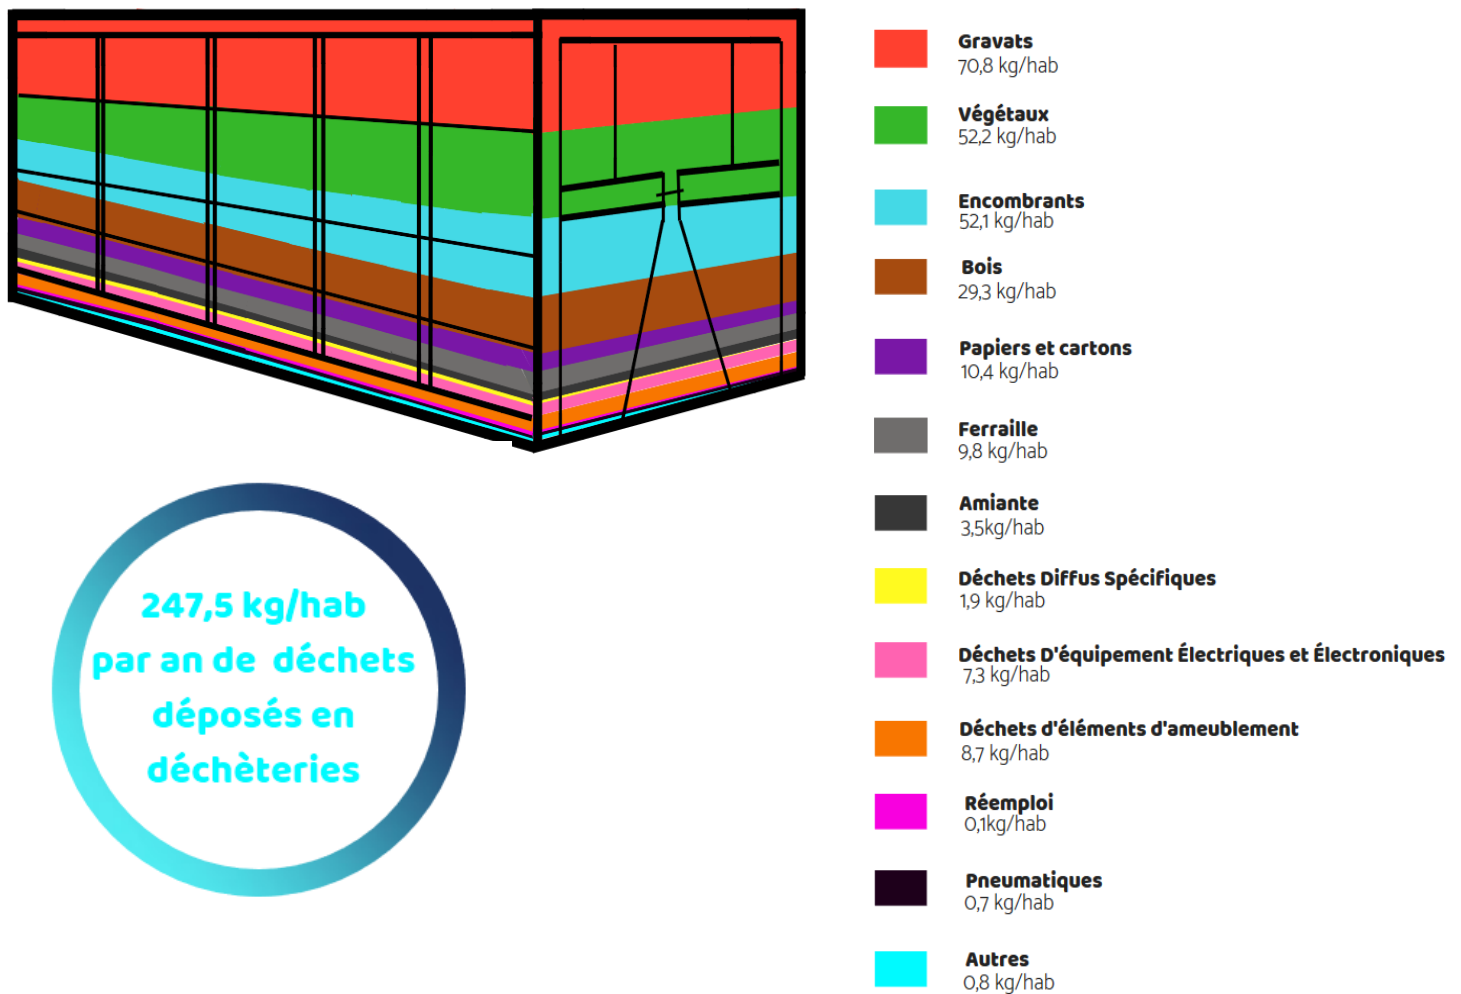 Gravats
70,8 kg/hab
Végétaux
52,2 kg/hab
Encombrants
52,1 kg/hab
Bois
29,3 kg/hab
Papiers et cartons
10,4 kg/hab
Ferraille
9,8 kg/hab
Amiante
3,5kg/hab
Déchets Diffus Spécifiques
1,9 kg/hab
Déchets D'équipement Électriques et Électroniques
7,3 kg/hab
Déchets d'éléments d'ameublement
8,7 kg/hab
Réemploi
0,1kg/hab
Pneumatiques
0,7 kg/hab
Autres
0,8 kg/hab
247,5 kg/hab
par an de déchets
déposés en
déchèteries